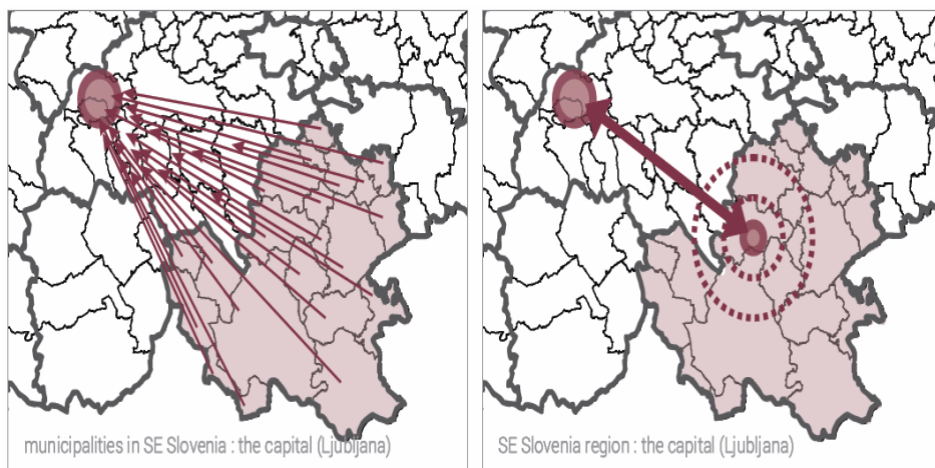 municipalities in SE Slovenia : the capital (Ljubljana)
SE Slovenia region : the capital (Ljubljana)